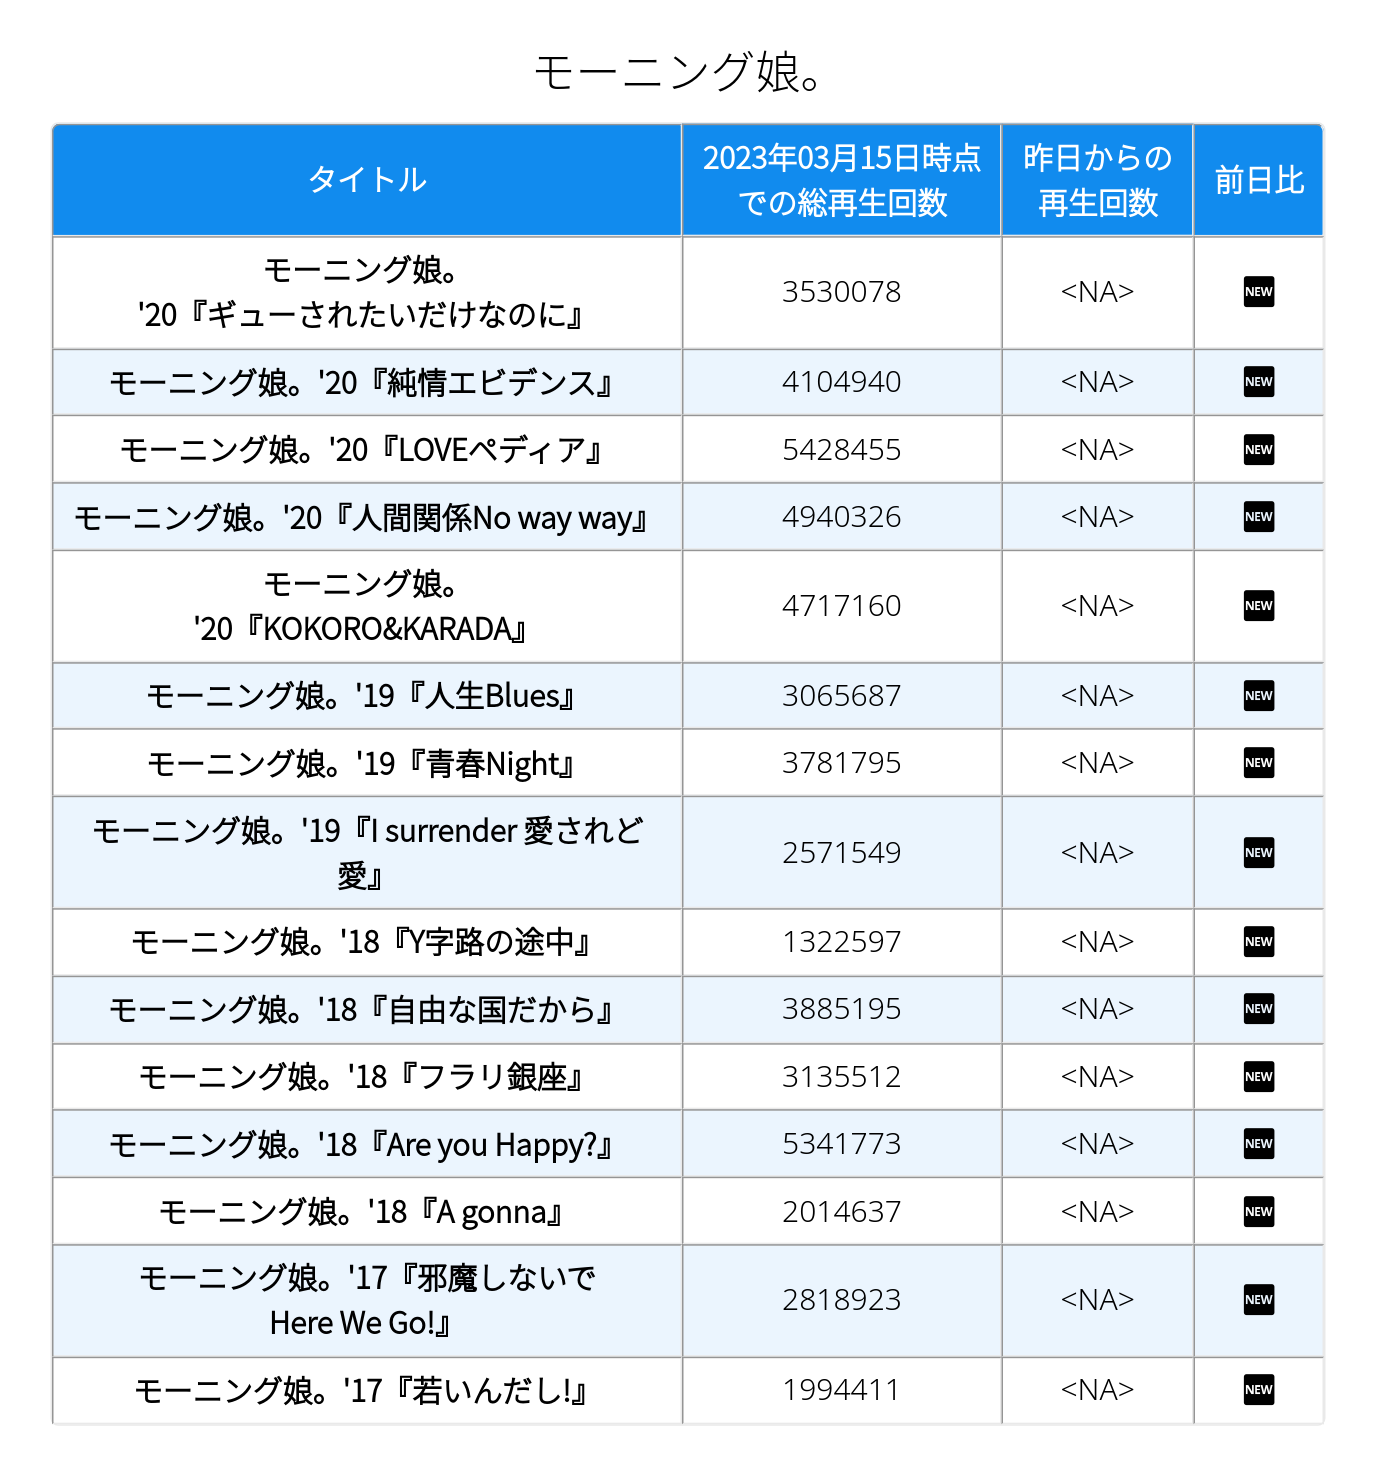 モーニング娘。
タイトル
2023年03月15日時点
での総再生回数
昨日からの
再生回数
前日比
モーニング娘。
'20『ギューされたいだけなのに』
3530078
<NA>
NEW
モーニング娘。'20『純情エビデンス』
4104940
<NA>
NEW
モーニング娘。'20『LOVEペディア』
5428455
<NA>
NEW
モーニング娘。'20『人間関係No way way』
4940326
<NA>
NEW
モーニング娘。
'20『KOKORO&KARADA』
4717160
<NA>
NEW
モーニング娘。'19『人生Blues』
3065687
<NA>
NEW
モーニング娘。'19『青春Night』
3781795
<NA>
NEW
モーニング娘。'19『I surrender 愛されど
愛』
2571549
<NA>
NEW
モーニング娘。'18『Y字路の途中』
1322597
<NA>
NEW
モーニング娘。'18『自由な国だから』
3885195
<NA>
NEW
モーニング娘。'18『フラリ銀座』
3135512
<NA>
NEW
モーニング娘。'18『Are you Happy?』
5341773
<NA>
NEW
モーニング娘。'18『A gonna』
2014637
<NA>
NEW
モーニング娘。'17『邪魔しないで
Here We Go!』
2818923
<NA>
NEW
モーニング娘。'17『若いんだし!』
1994411
<NA>
NEW